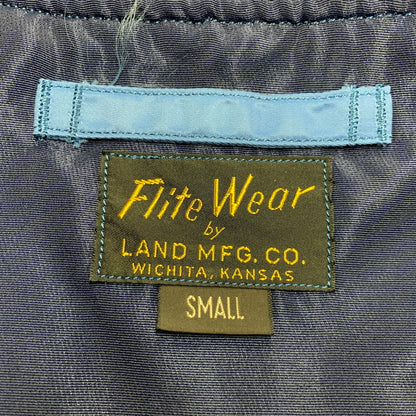 Flite Wear
by
LAND MFG. CO.
WICHITA, KANSAS
SMALL